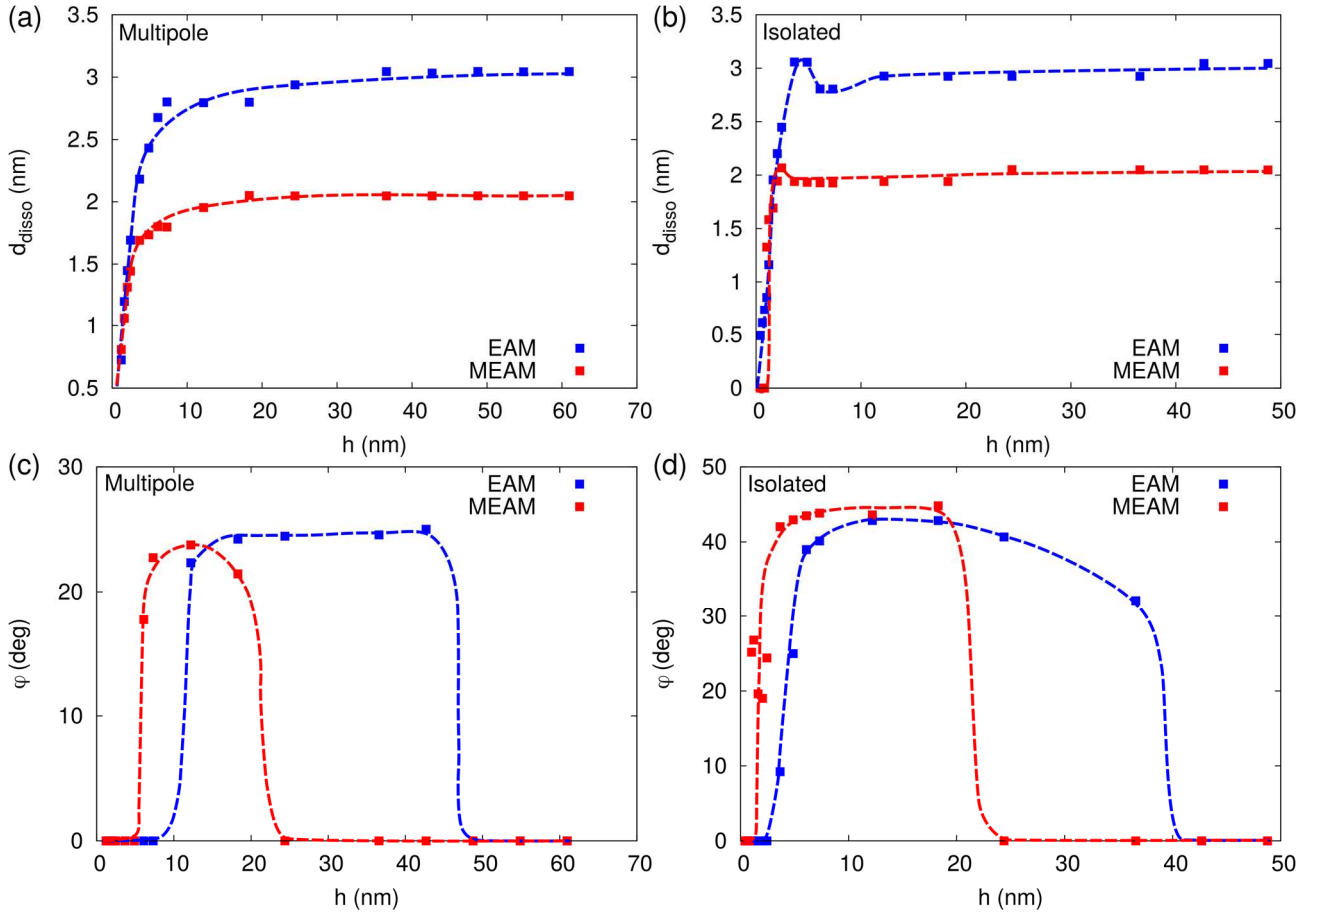 (a)
Multipole
3.5
3
2.5
2
1.5
1
0.5
d_disso (nm)
EAM
MEAM
0 10 20 30 40 50 60 70
h (nm)
(b)
Isolated
3.5
3
2.5
2
1.5
1
0.5
0
d_disso (nm)
EAM
MEAM
0 10 20 30 40 50
h (nm)
(c)
Multipole
30
20
10
0
φ (deg)
EAM
MEAM
0 10 20 30 40 50 60 70
h (nm)
(d)
Isolated
50
40
30
20
10
0
φ (deg)
EAM
MEAM
0 10 20 30 40 50
h (nm)